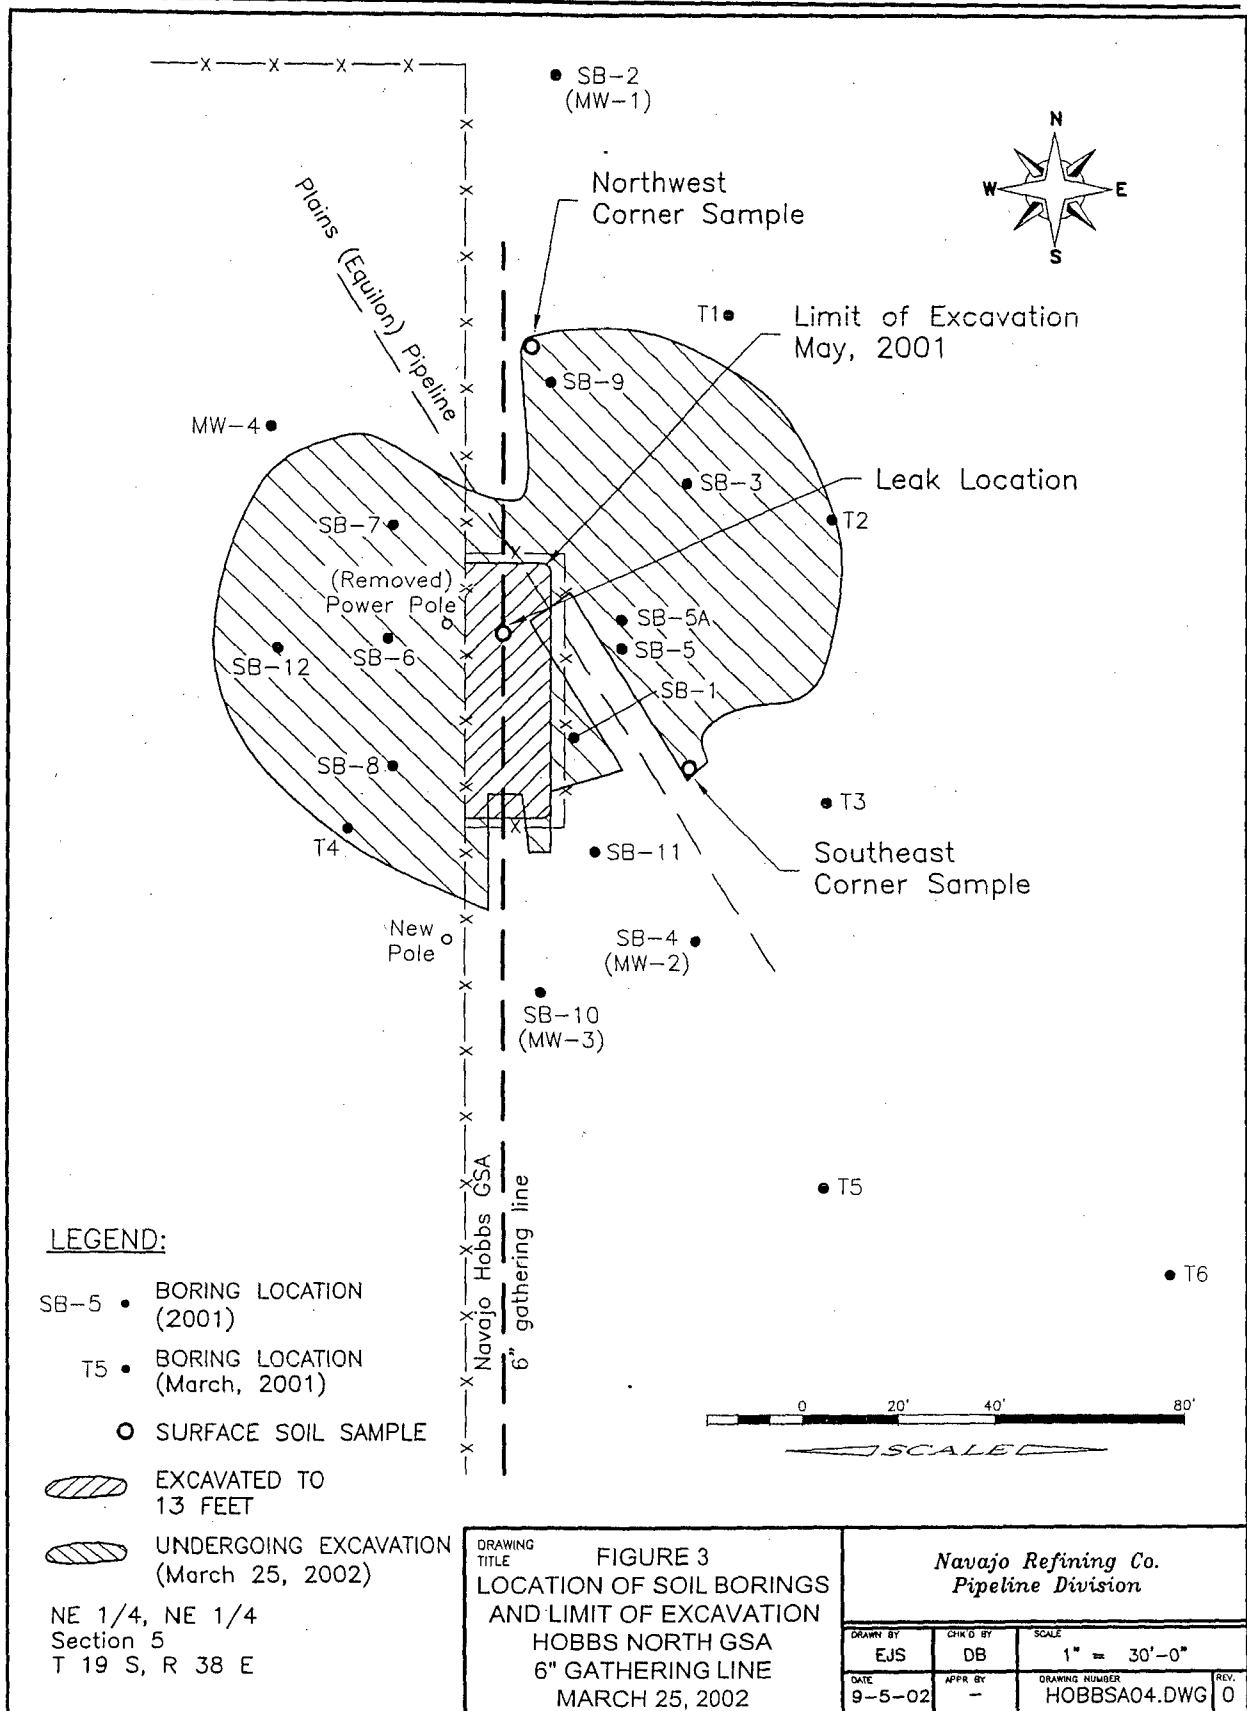 SB-2
(MW-1)
N
W
E
S
Northwest
Corner Sample
Plains (Equilon) Pipeline
T1
Limit of Excavation
May, 2001
SB-9
MW-4
SB-3
Leak Location
T2
SB-7
(Removed)
Power Pole
SB-5A
SB-5
SB-6
SB-12
SB-1
SB-8
T3
T4
SB-11
Southeast
Corner Sample
New
Pole
SB-4
(MW-2)
SB-10
(MW-3)
Navajo Hobbs GSA
6" gathering line
T5
T6
LEGEND:
SB-5
BORING LOCATION
(2001)
T5
BORING LOCATION
(March, 2001)
SURFACE SOIL SAMPLE
EXCAVATED TO
13 FEET
UNDERGOING EXCAVATION
(March 25, 2002)
NE 1/4, NE 1/4
Section 5
T 19 S, R 38 E
0 20' 40' 80'
SCALE
DRAWING
TITLE
FIGURE 3
LOCATION OF SOIL BORINGS
AND LIMIT OF EXCAVATION
HOBBS NORTH GSA
6" GATHERING LINE
MARCH 25, 2002
Navajo Refining Co.
Pipeline Division
DRAWN BY
EJS
CHK'D BY
DB
SCALE
1" = 30'-0"
DATE
9-5-02
APPR BY
-
DRAWING NUMBER
HOBBSA04.DWG
REV.
0